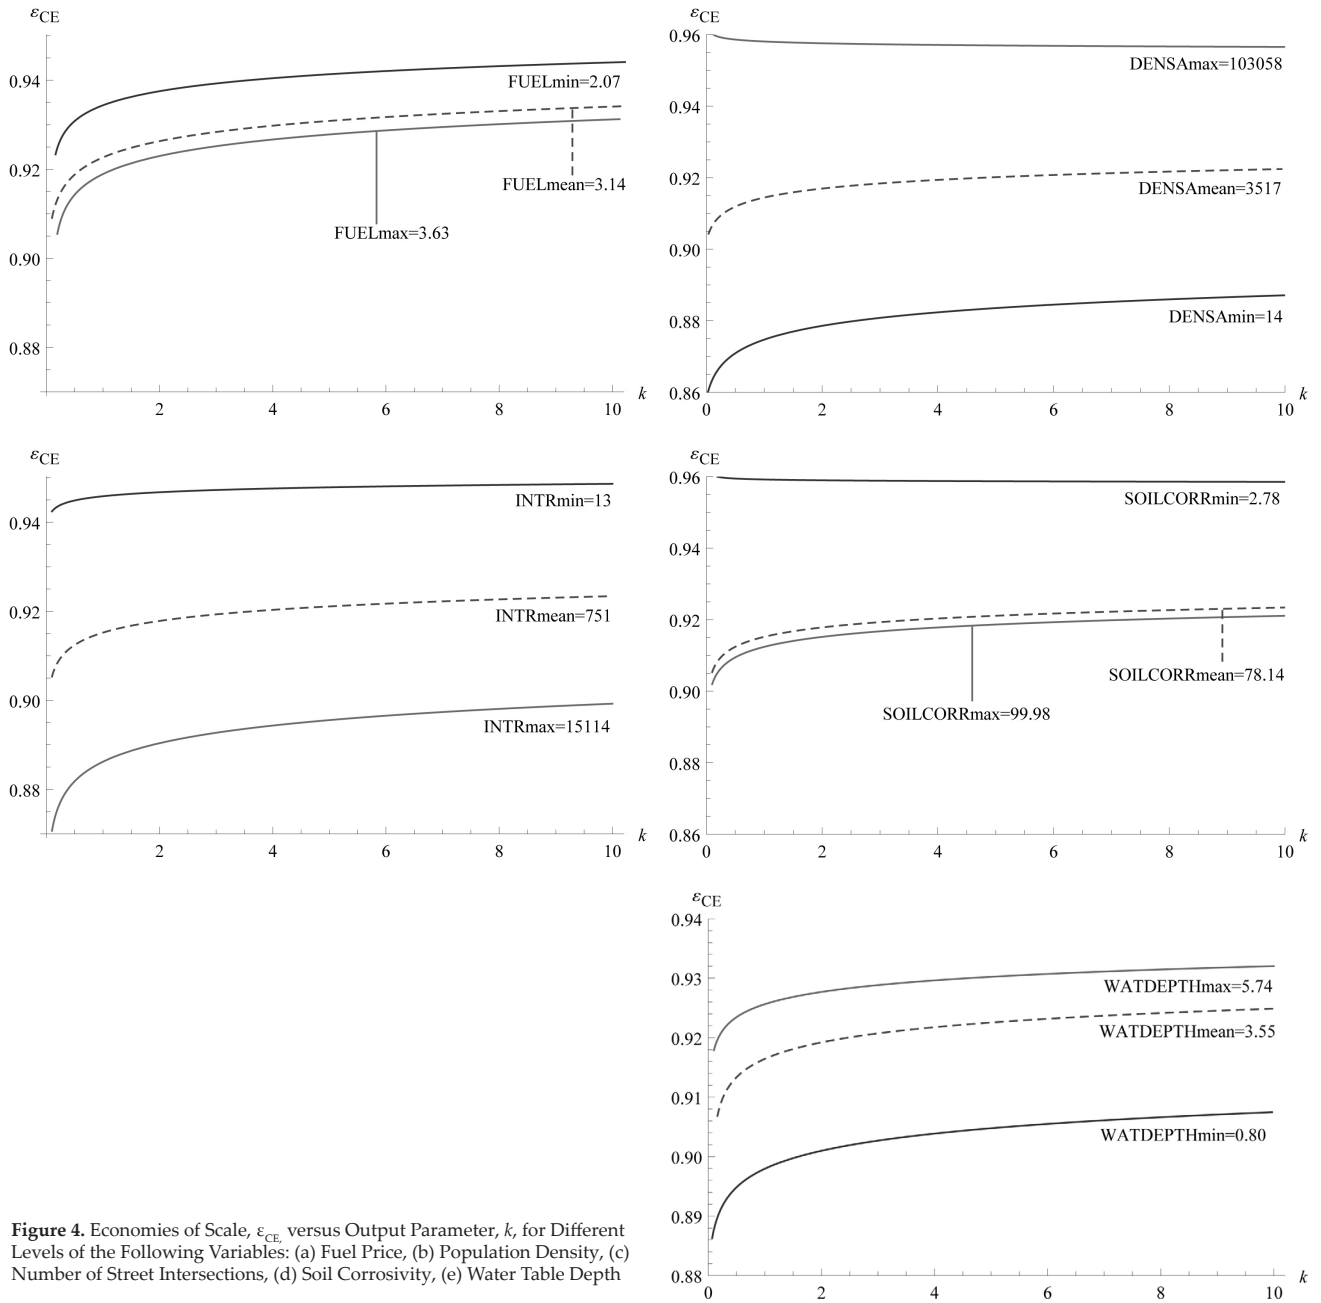 εCE
0.94
0.92
0.90
0.88
FUELmin=2.07
FUELmean=3.14
FUELmax=3.63
2 4 6 8 10 k
εCE
0.96
0.94
0.92
0.90
0.88
0.86
DENSAmax=103058
DENSAmean=3517
DENSAmin=14
0 2 4 6 8 10 k
εCE
0.94
0.92
0.90
0.88
INTRmin=13
INTRmean=751
INTRmax=15114
2 4 6 8 10 k
εCE
0.96
0.94
0.92
0.90
0.88
0.86
SOILCORRmin=2.78
SOILCORRmean=78.14
SOILCORRmax=99.98
0 2 4 6 8 10 k
εCE
0.94
0.93
0.92
0.91
0.90
0.89
0.88
WATDEPTHmax=5.74
WATDEPTHmean=3.55
WATDEPTHmin=0.80
0 2 4 6 8 10 k
Figure 4. Economies of Scale, εCE, versus Output Parameter, k, for Different
Levels of the Following Variables: (a) Fuel Price, (b) Population Density, (c)
Number of Street Intersections, (d) Soil Corrosivity, (e) Water Table Depth